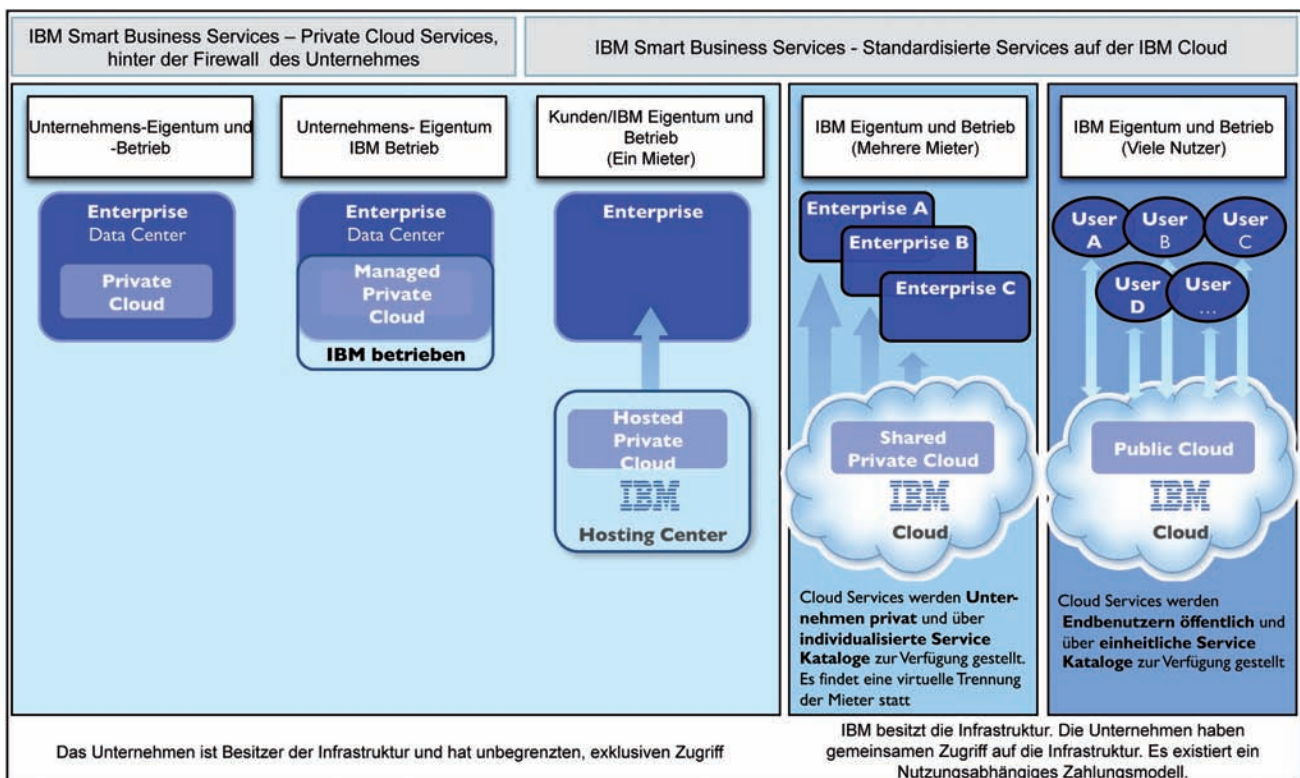 IBM Smart Business Services – Private Cloud Services,
hinter der Firewall des Unternehmes
IBM Smart Business Services - Standardisierte Services auf der IBM Cloud
Unternehmens-Eigentum und
-Betrieb
Unternehmens- Eigentum
IBM Betrieb
Kunden/IBM Eigentum und
Betrieb
(Ein Mieter)
IBM Eigentum und Betrieb
(Mehrere Mieter)
IBM Eigentum und Betrieb
(Viele Nutzer)
Enterprise
Data Center
Private
Cloud
Enterprise
Data Center
Managed
Private
Cloud
IBM betrieben
Enterprise
Hosted
Private
Cloud
IBM
Hosting Center
Enterprise A
Enterprise B
Enterprise C
Shared
Private Cloud
IBM
Cloud
Cloud Services werden Unter-
nehmen privat und über
individualisierte Service
Kataloge zur Verfügung gestellt.
Es findet eine virtuelle Trennung
der Mieter statt
User
A
User
B
User
C
User
D
User
...
Public Cloud
IBM
Cloud
Cloud Services werden
Endbenutzern öffentlich und
über einheitliche Service
Kataloge zur Verfügung gestellt
Das Unternehmen ist Besitzer der Infrastruktur und hat unbegrenzten, exklusiven Zugriff
IBM besitzt die Infrastruktur. Die Unternehmen haben
gemeinsamen Zugriff auf die Infrastruktur. Es existiert ein
Nutzungsabhängiges Zahlungsmodell.